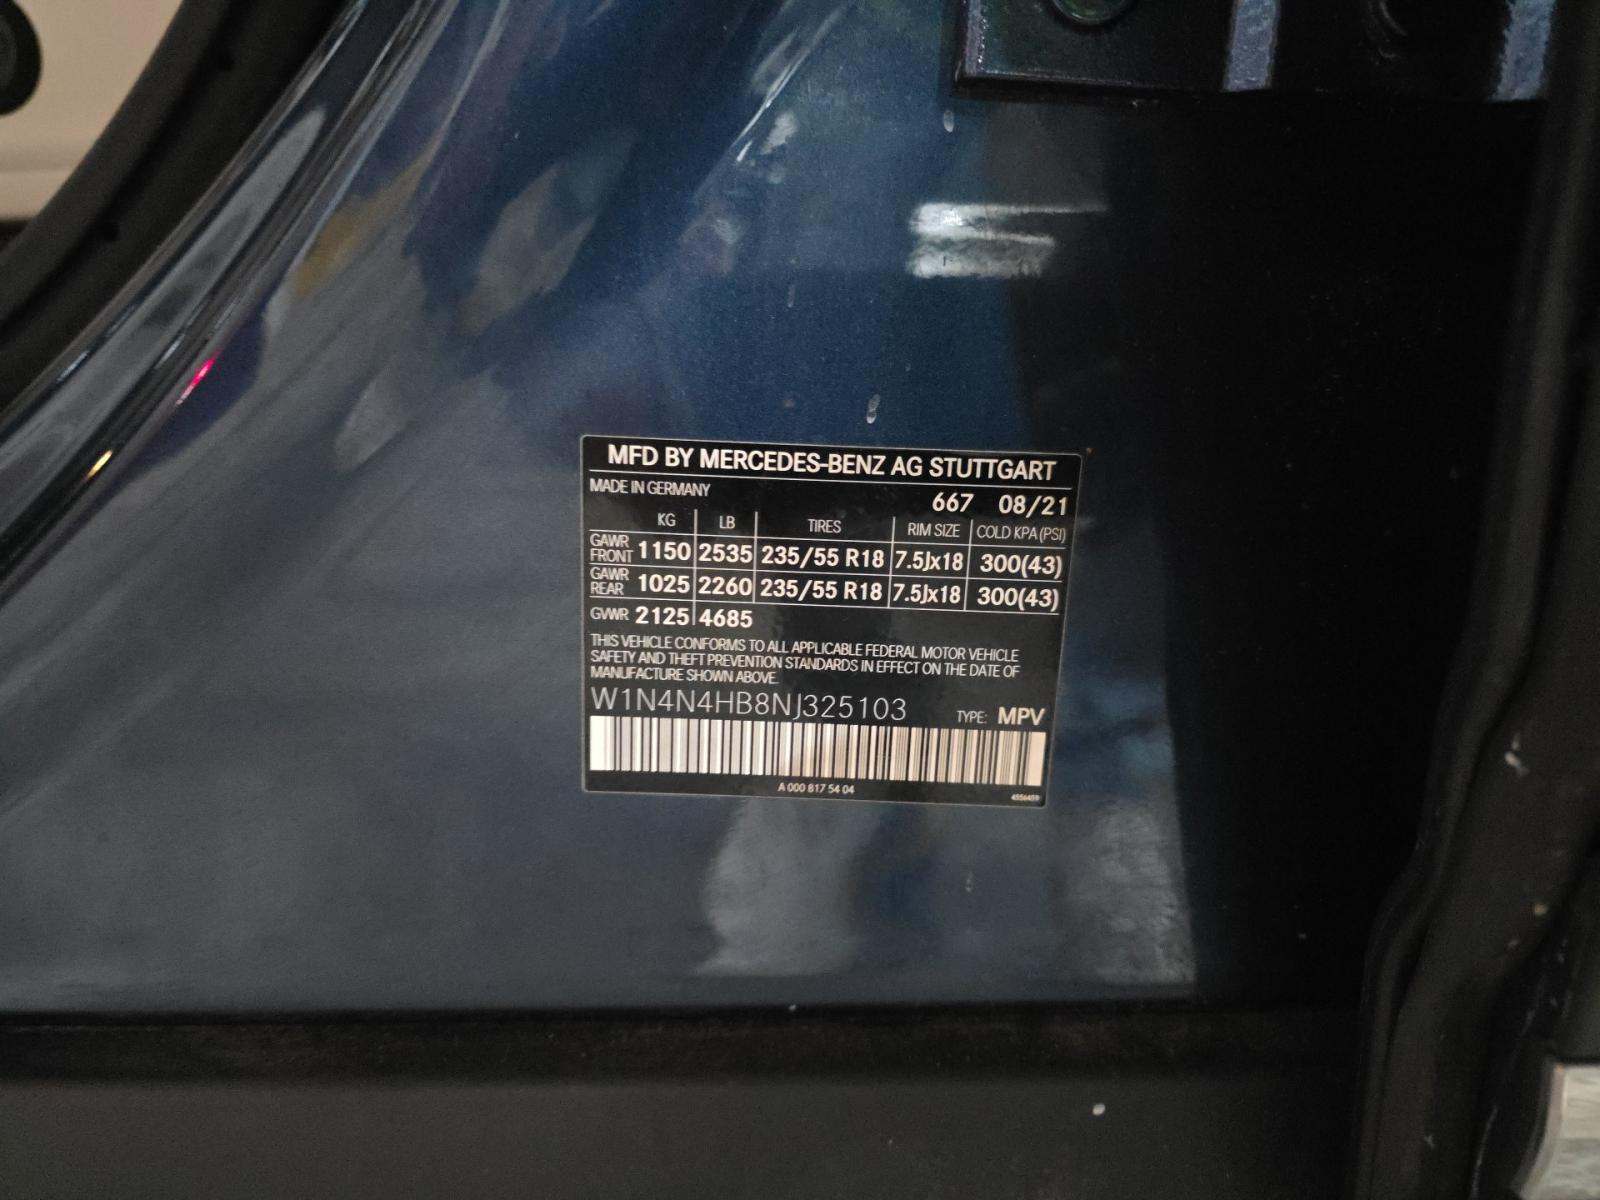 MFD BY MERCEDES-BENZ AG STUTTGART
MADE IN GERMANY
667 08/21
KG LB TIRES RIM SIZE COLD KPA (PSI)
GAWR FRONT 1150 2535 235/55 R18 7.5Jx18 300(43)
GAWR REAR 1025 2260 235/55 R18 7.5Jx18 300(43)
GVWR 2125 4685
THIS VEHICLE CONFORMS TO ALL APPLICABLE FEDERAL MOTOR VEHICLE
SAFETY AND THEFT PREVENTION STANDARDS IN EFFECT ON THE DATE OF
MANUFACTURE SHOWN ABOVE.
W1N4N4HB8NJ325103 TYPE: MPV
A 000 817 54 04